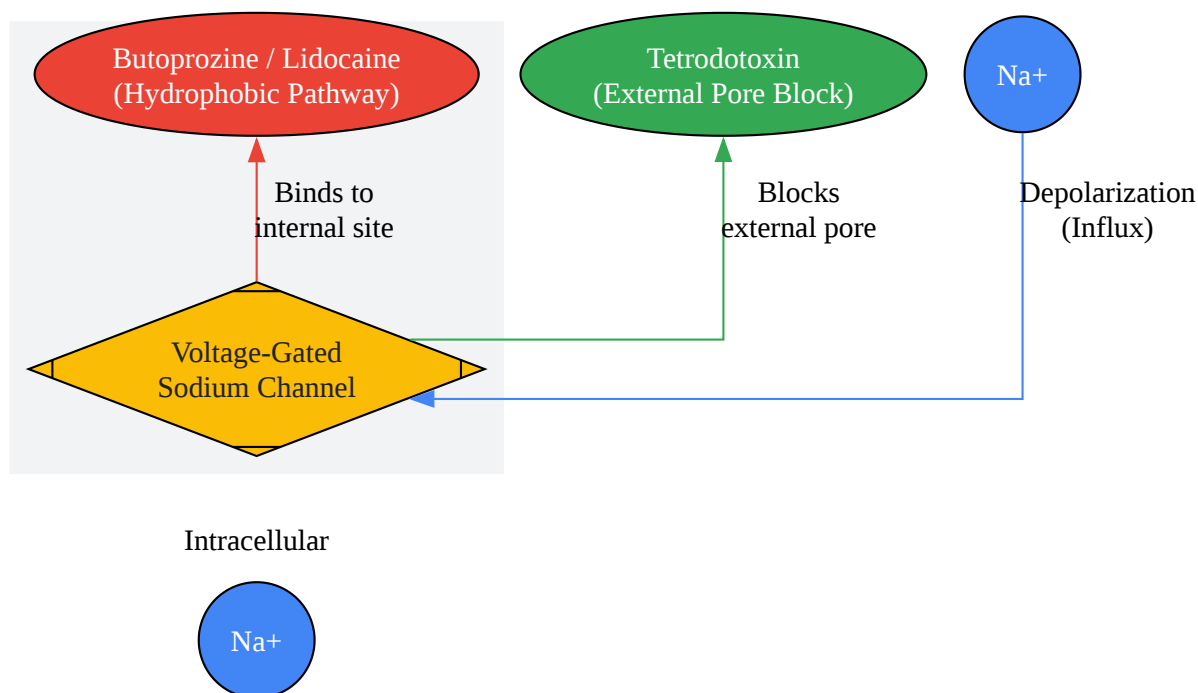 Butoprozine / Lidocaine
(Hydrophobic Pathway)
Tetrodotoxin
(External Pore Block)
Na+
Binds to
internal site
Blocks
external pore
Depolarization
(Influx)
Voltage-Gated
Sodium Channel
Intracellular
Na+